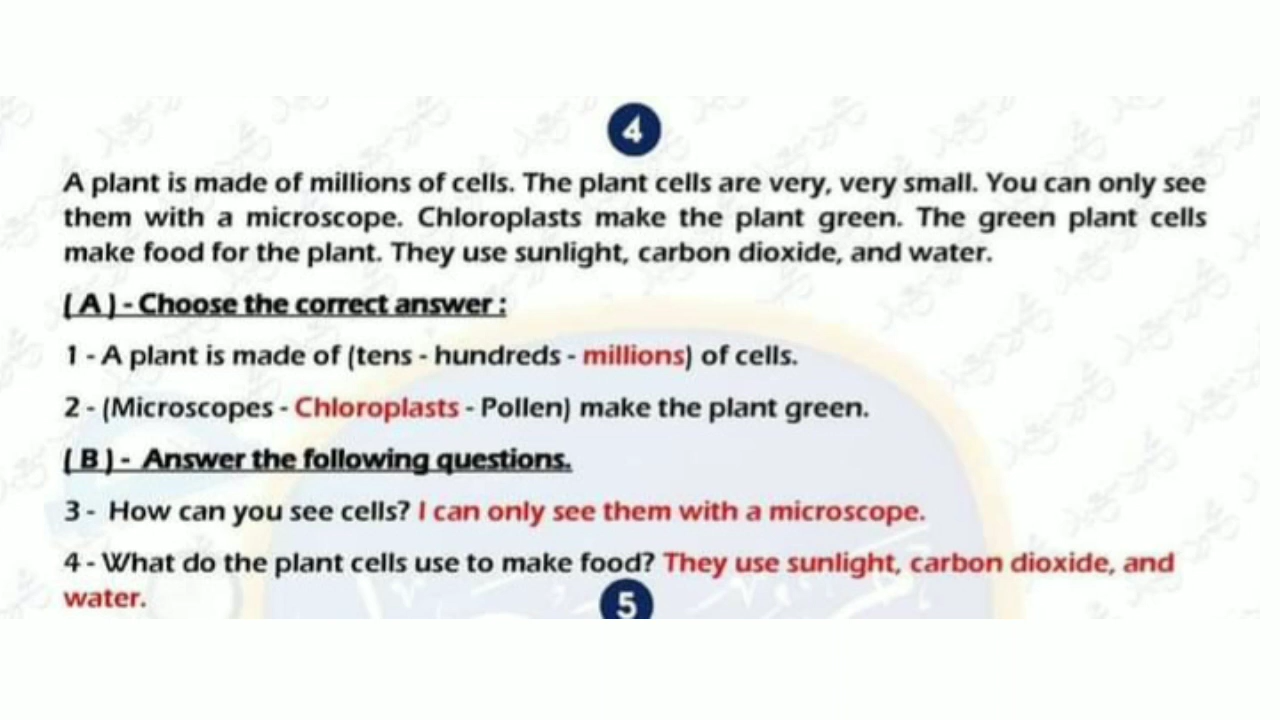 4
A plant is made of millions of cells. The plant cells are very, very small. You can only see
them with a microscope. Chloroplasts make the plant green. The green plant cells
make food for the plant. They use sunlight, carbon dioxide, and water.
( A ) - Choose the correct answer :
1 - A plant is made of (tens - hundreds - millions) of cells.
2 - (Microscopes - Chloroplasts - Pollen) make the plant green.
( B ) - Answer the following questions.
3 - How can you see cells? I can only see them with a microscope.
4 - What do the plant cells use to make food? They use sunlight, carbon dioxide, and
water.
5